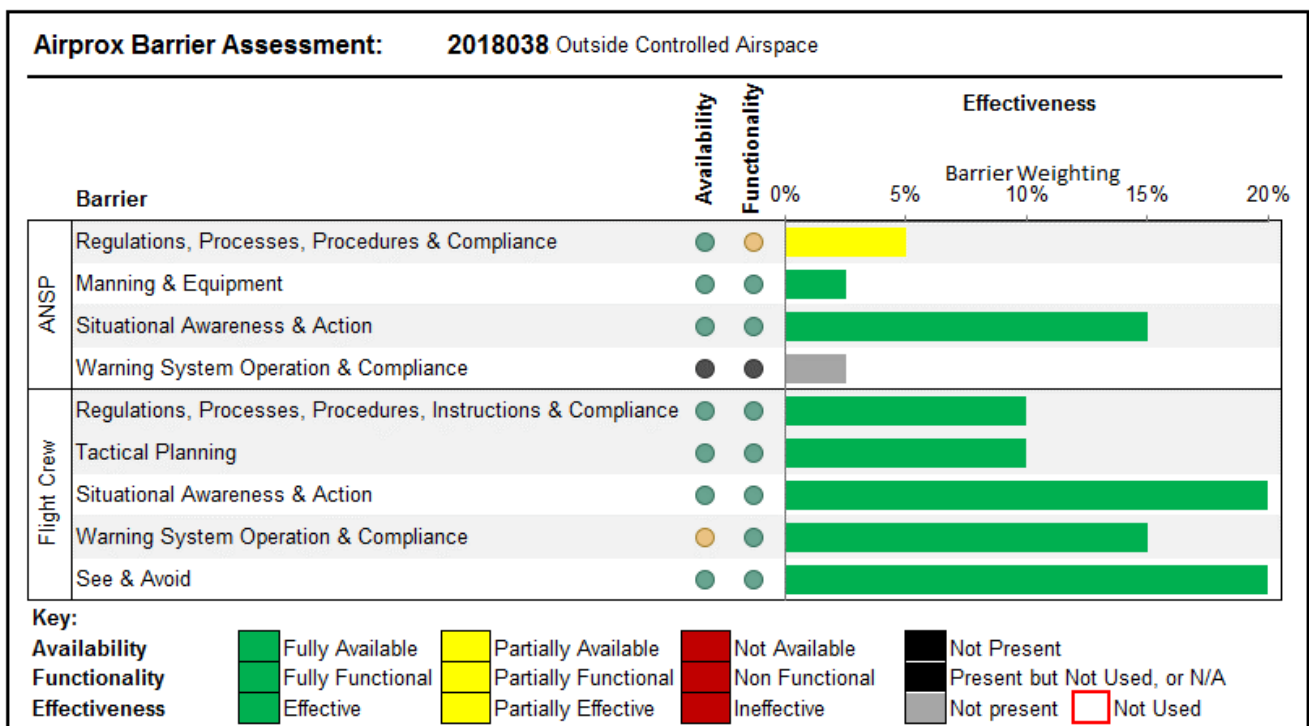 Airprox Barrier Assessment: 2018038 Outside Controlled Airspace
Barrier Availability Functionality Effectiveness
Barrier Weighting
0% 5% 10% 15% 20%
ANSP
Regulations, Processes, Procedures & Compliance
Manning & Equipment
Situational Awareness & Action
Warning System Operation & Compliance
Flight Crew
Regulations, Processes, Procedures, Instructions & Compliance
Tactical Planning
Situational Awareness & Action
Warning System Operation & Compliance
See & Avoid
Key:
Availability Fully Available Partially Available Not Available Not Present
Functionality Fully Functional Partially Functional Non Functional Present but Not Used, or N/A
Effectiveness Effective Partially Effective Ineffective Not present Not Used